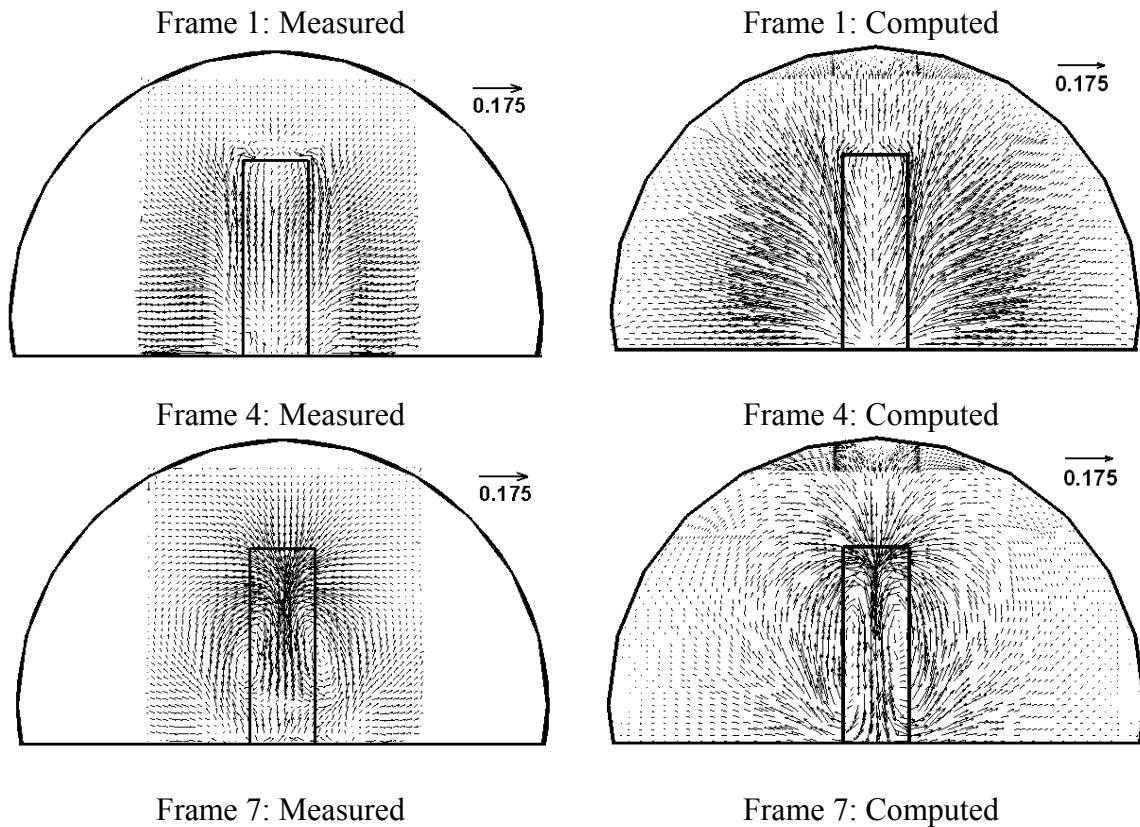 Frame 1: Measured
Frame 1: Computed
0.175
0.175
Frame 4: Measured
Frame 4: Computed
0.175
0.175
Frame 7: Measured
Frame 7: Computed